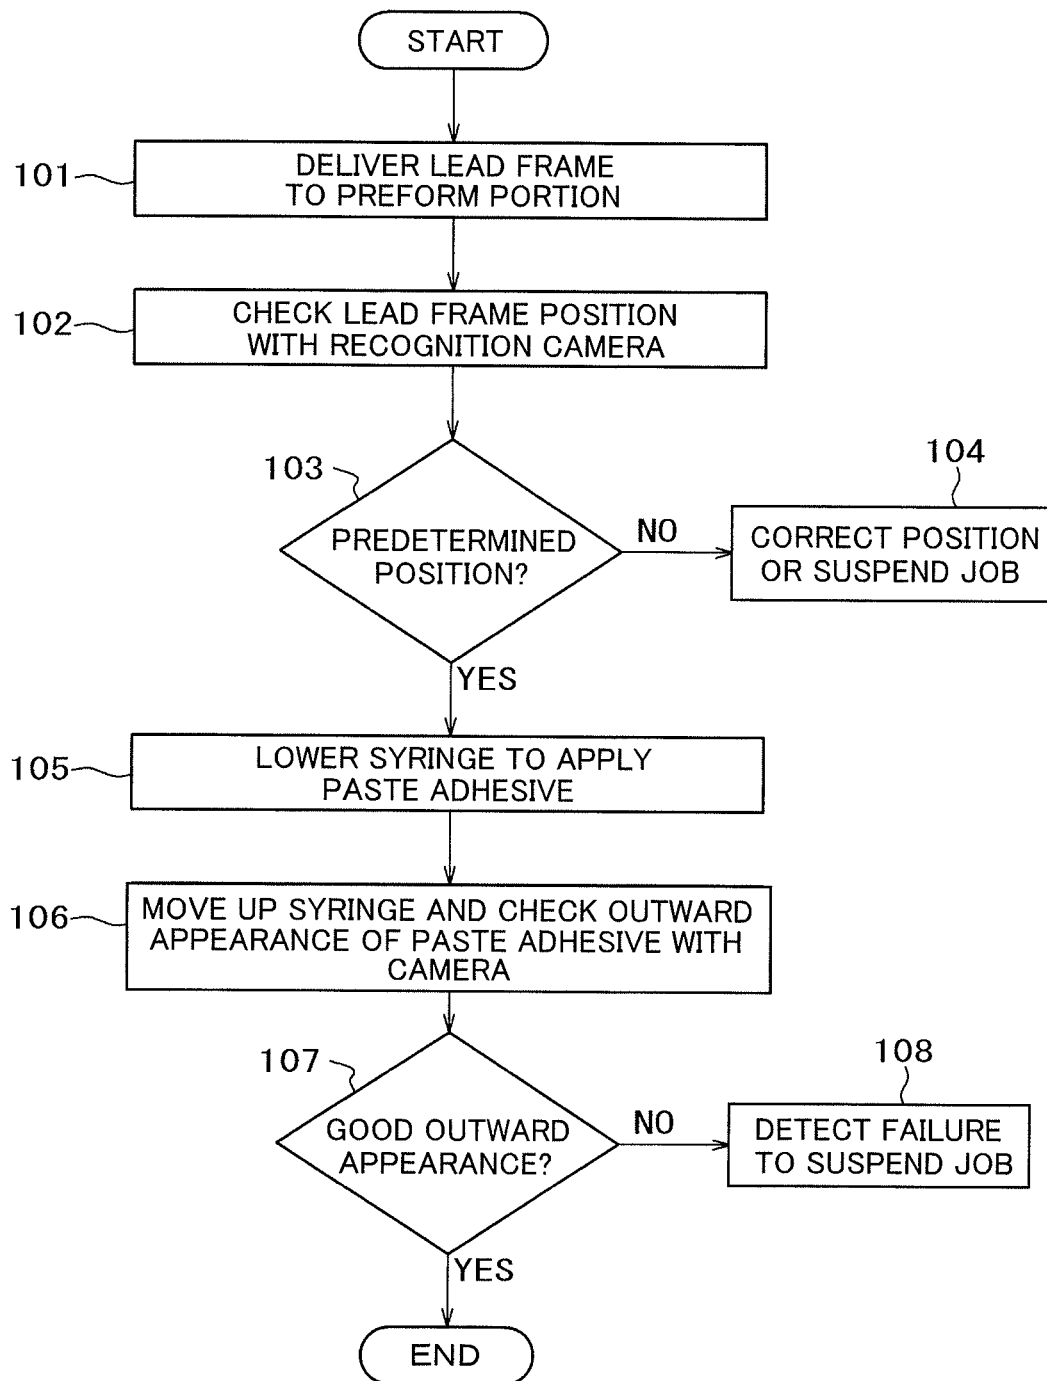 START
101
DELIVER LEAD FRAME
TO PREFORM PORTION
102
CHECK LEAD FRAME POSITION
WITH RECOGNITION CAMERA
103
PREDETERMINED
POSITION?
NO
104
CORRECT POSITION
OR SUSPEND JOB
YES
105
LOWER SYRINGE TO APPLY
PASTE ADHESIVE
106
MOVE UP SYRINGE AND CHECK OUTWARD
APPEARANCE OF PASTE ADHESIVE WITH
CAMERA
107
GOOD OUTWARD
APPEARANCE?
NO
108
DETECT FAILURE
TO SUSPEND JOB
YES
END